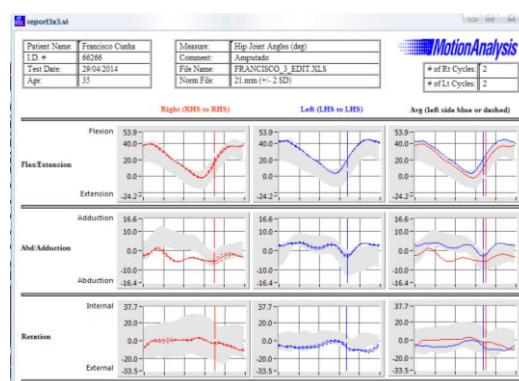 report3x3.vi
Patient Name: Francisco Cunha
I.D. # 66266
Test Date: 29/04/2014
Age: 35
Measure: Hip Joint Angles (deg)
Comment: Amputado
File Name: FRANCISCO_3_EDIT.XLS
Norm File: 21.nrm (+/- 2 SD)
MotionAnalysis
# of Rt Cycles: 2
# of Lt Cycles: 2
Right (RHS to RHS) Left (LHS to LHS) Avg (left side blue or dashed)
Flexion
53.9 53.9 53.9
40.0 40.0 40.0
Flex/Extension
20.0 20.0 20.0
0.0 0.0 0.0
Extension
-24.2 -24.2 -24.2
Adduction
16.6 16.6 16.6
10.0 10.0 10.0
Abd/Adduction
0.0 0.0 0.0
-10.0 -10.0 -10.0
Abduction
-16.4 -16.4 -16.4
Internal
37.7 37.7 37.7
20.0 20.0 20.0
Rotation
0.0 0.0 0.0
-20.0 -20.0 -20.0
External
-33.5 -33.5 -33.5